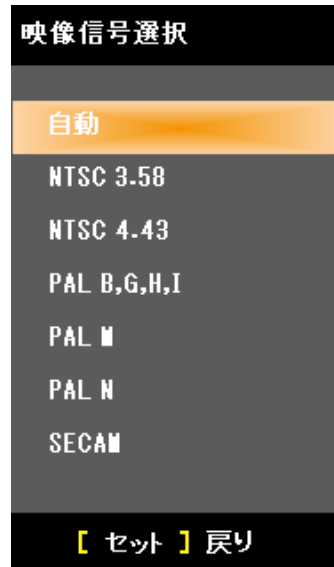 映像信号選択
自動
NTSC 3.58
NTSC 4.43
PAL B,G,H,I
PAL M
PAL N
SECAM
[ セット ] 戻り